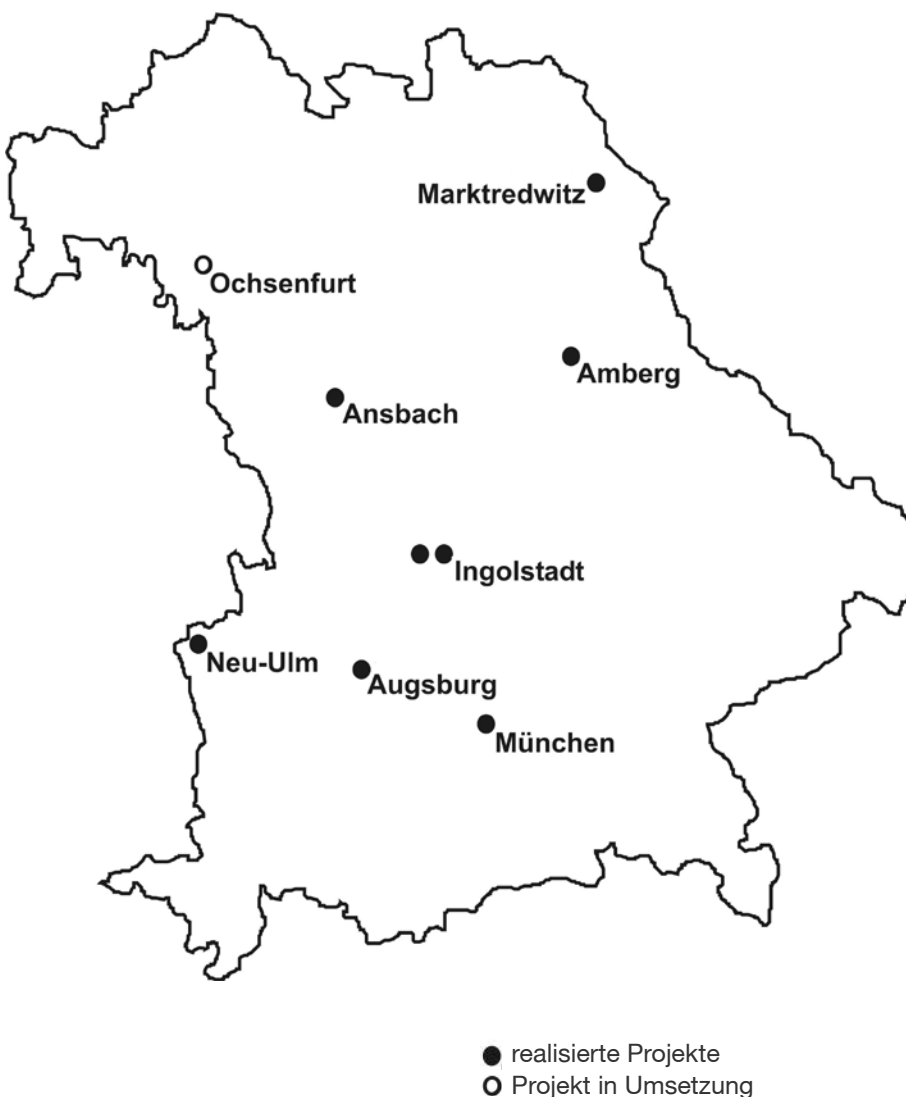 Marktredwitz
Ochsenfurt
Amberg
Ansbach
Ingolstadt
Neu-Ulm
Augsburg
München
realisierte Projekte
Projekt in Umsetzung